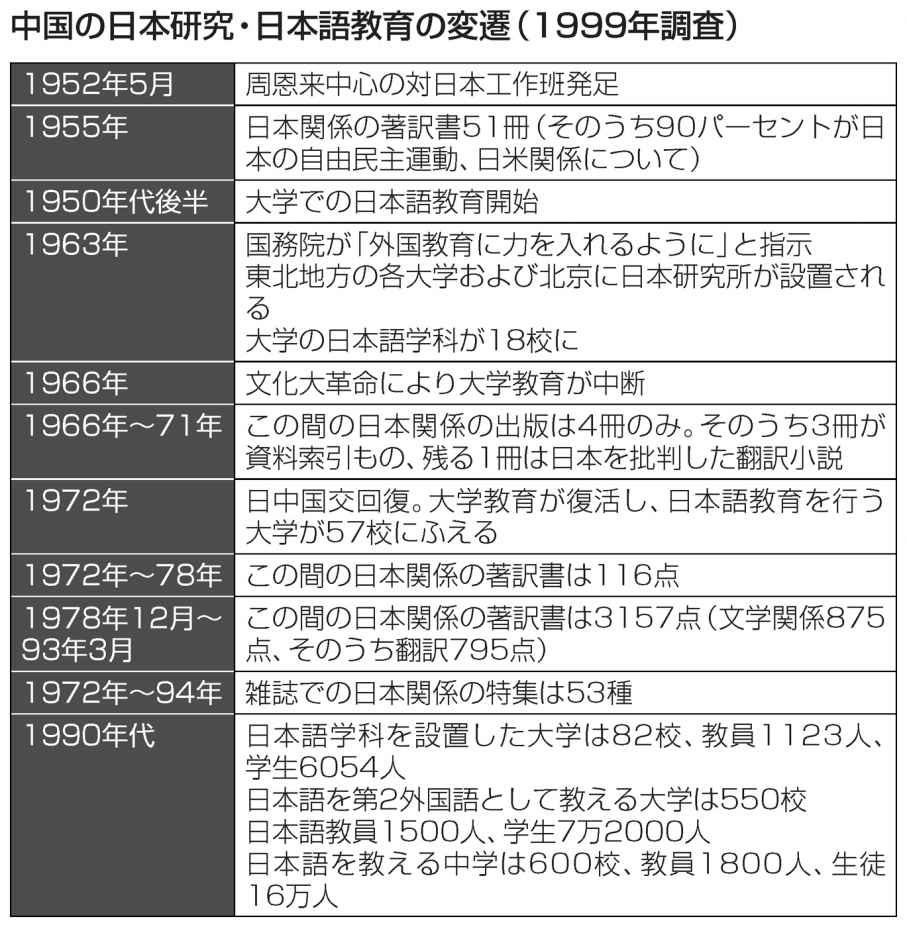 中国の日本研究・日本語教育の変遷（1999年調査）
1952年5月
周恩来中心の対日本工作班発足
1955年
日本関係の著訳書51冊（そのうち90パーセントが日
本の自由民主運動、日米関係について）
1950年代後半
大学での日本語教育開始
1963年
国務院が「外国教育に力を入れるように」と指示
東北地方の各大学および北京に日本研究所が設置され
る
大学の日本語学科が18校に
1966年
文化大革命により大学教育が中断
1966年～71年
この間の日本関係の出版は4冊のみ。そのうち3冊が
資料索引もの、残る1冊は日本を批判した翻訳小説
1972年
日中国交回復。大学教育が復活し、日本語教育を行う
大学が57校にふえる
1972年～78年
この間の日本関係の著訳書は116点
1978年12月～
93年3月
この間の日本関係の著訳書は3157点（文学関係875
点、そのうち翻訳795点）
1972年～94年
雑誌での日本関係の特集は53種
1990年代
日本語学科を設置した大学は82校、教員1123人、
学生6054人
日本語を第2外国語として教える大学は550校
日本語教員1500人、学生7万2000人
日本語を教える中学は600校、教員1800人、生徒
16万人